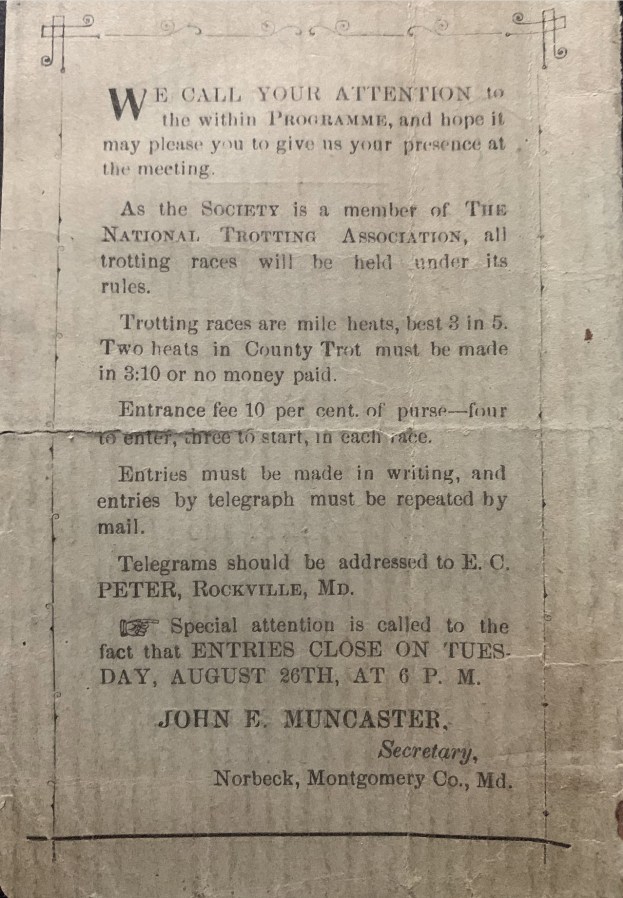 WE CALL YOUR ATTENTION to
the within PROGRAMME, and hope it
may please you to give us your presence at
the meeting.
As the SOCIETY is a member of THE
NATIONAL TROTTING ASSOCIATION, all
trotting races will be held under its
rules.
Trotting races are mile heats, best 3 in 5.
Two heats in County Trot must be made
in 3:10 or no money paid.
Entrance fee 10 per cent. of purse—four
to enter, three to start, in each race.
Entries must be made in writing, and
entries by telegraph must be repeated by
mail.
Telegrams should be addressed to E. C.
PETER, ROCKVILLE, MD.
☞ Special attention is called to the
fact that ENTRIES CLOSE ON TUES-
DAY, AUGUST 26TH, AT 6 P. M.
JOHN E. MUNCASTER,
Secretary,
Norbeck, Montgomery Co., Md.